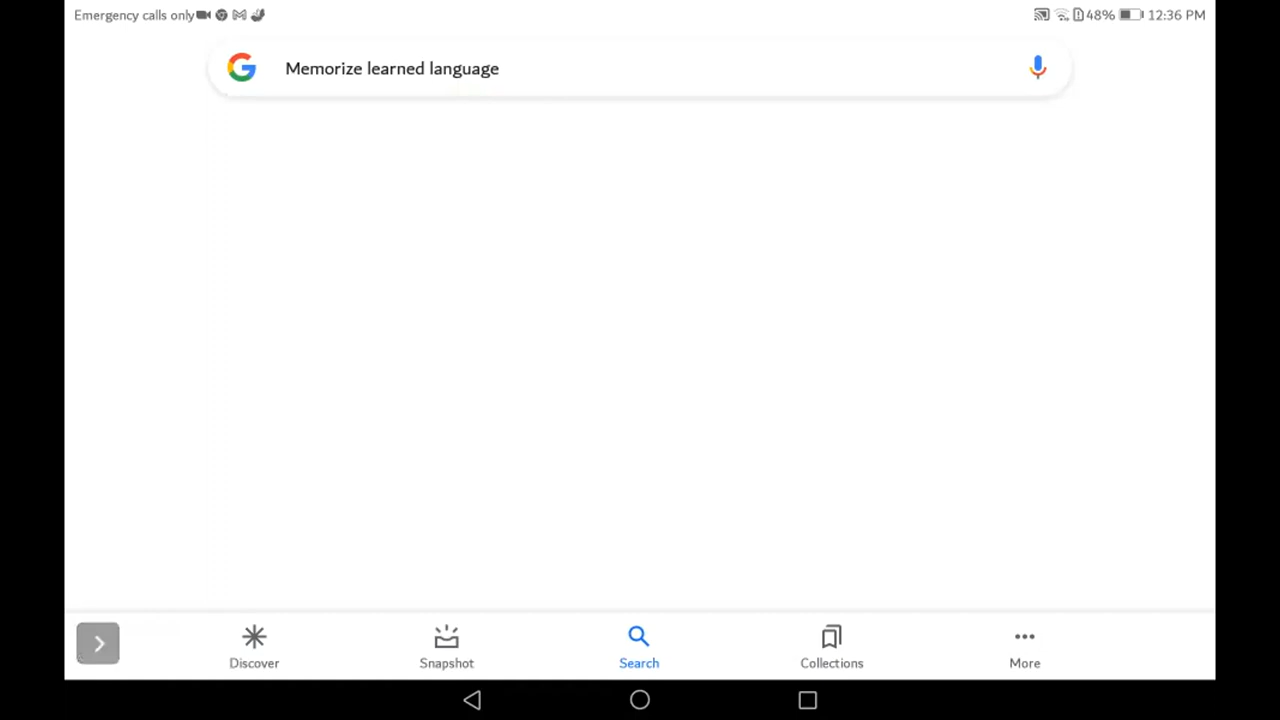 Emergency calls only 48% 12:36 PM
Memorize learned language
Discover Snapshot Search Collections More